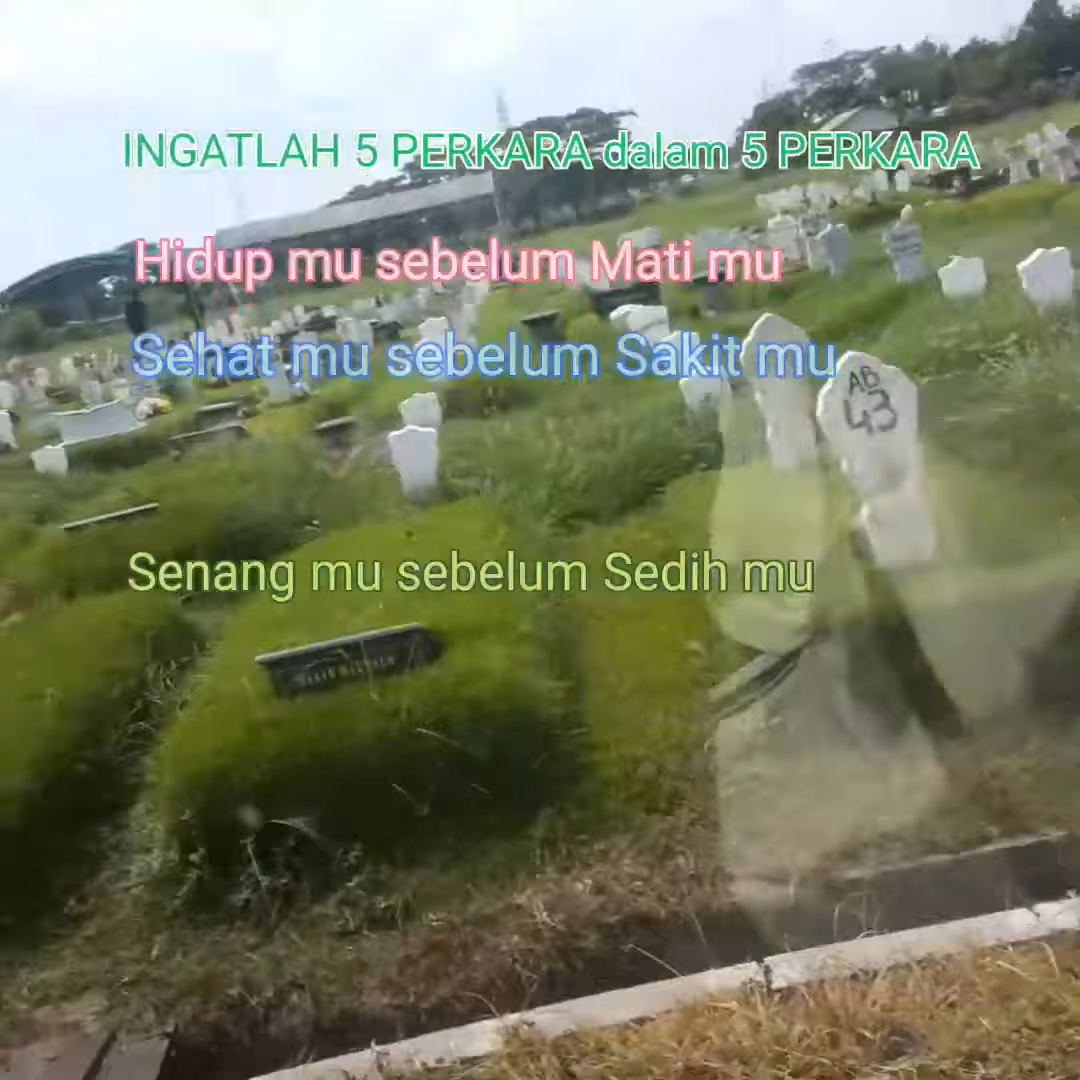 INGATLAH 5 PERKARA dalam 5 PERKARA
Hidup mu sebelum Mati mu
Sehat mu sebelum Sakit mu
AB
43
Senang mu sebelum Sedih mu